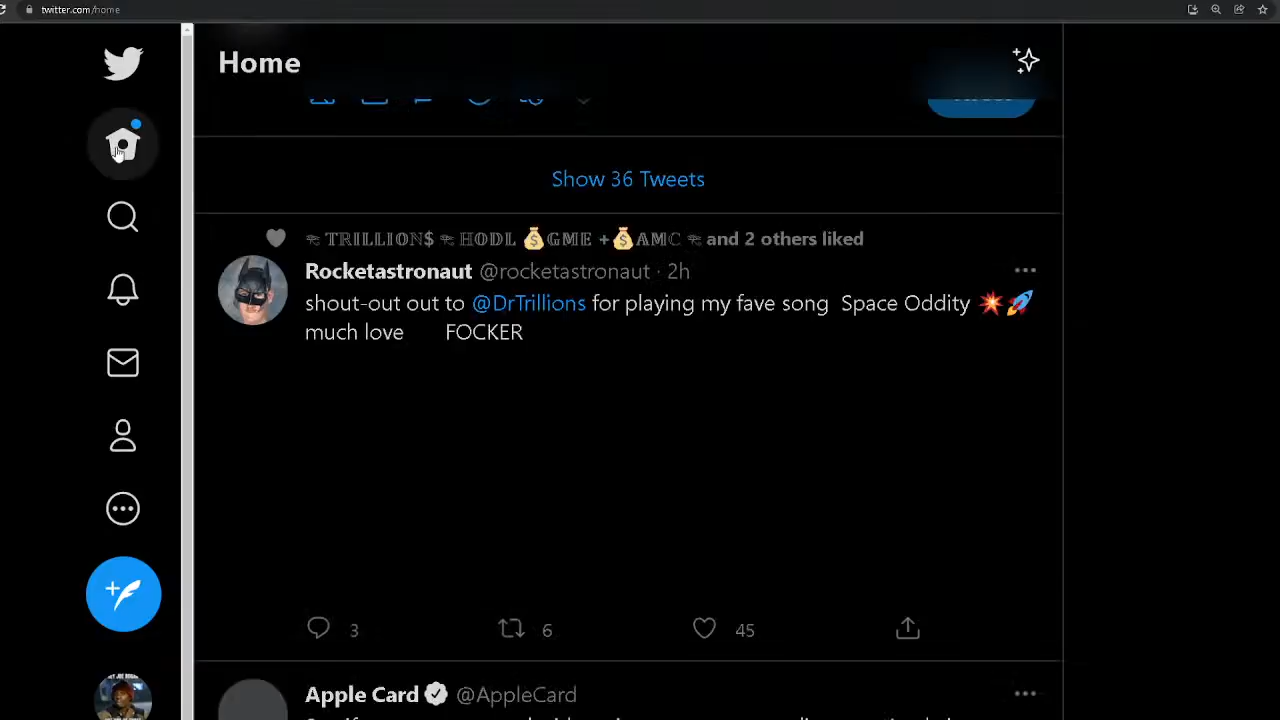 twitter.com/home
Home
Show 36 Tweets
𝕋ℝ𝕀𝕃𝕃𝕀𝕆ℕ$ ℍ𝕆𝔻𝕃 💰𝔾𝕄𝔼 +💰𝔸𝕄ℂ and 2 others liked
Rocketastronaut @rocketastronaut · 2h
shout-out out to @DrTrillions for playing my fave song Space Oddity 💥🚀
much love FOCKER
3 6 45
Apple Card @AppleCard